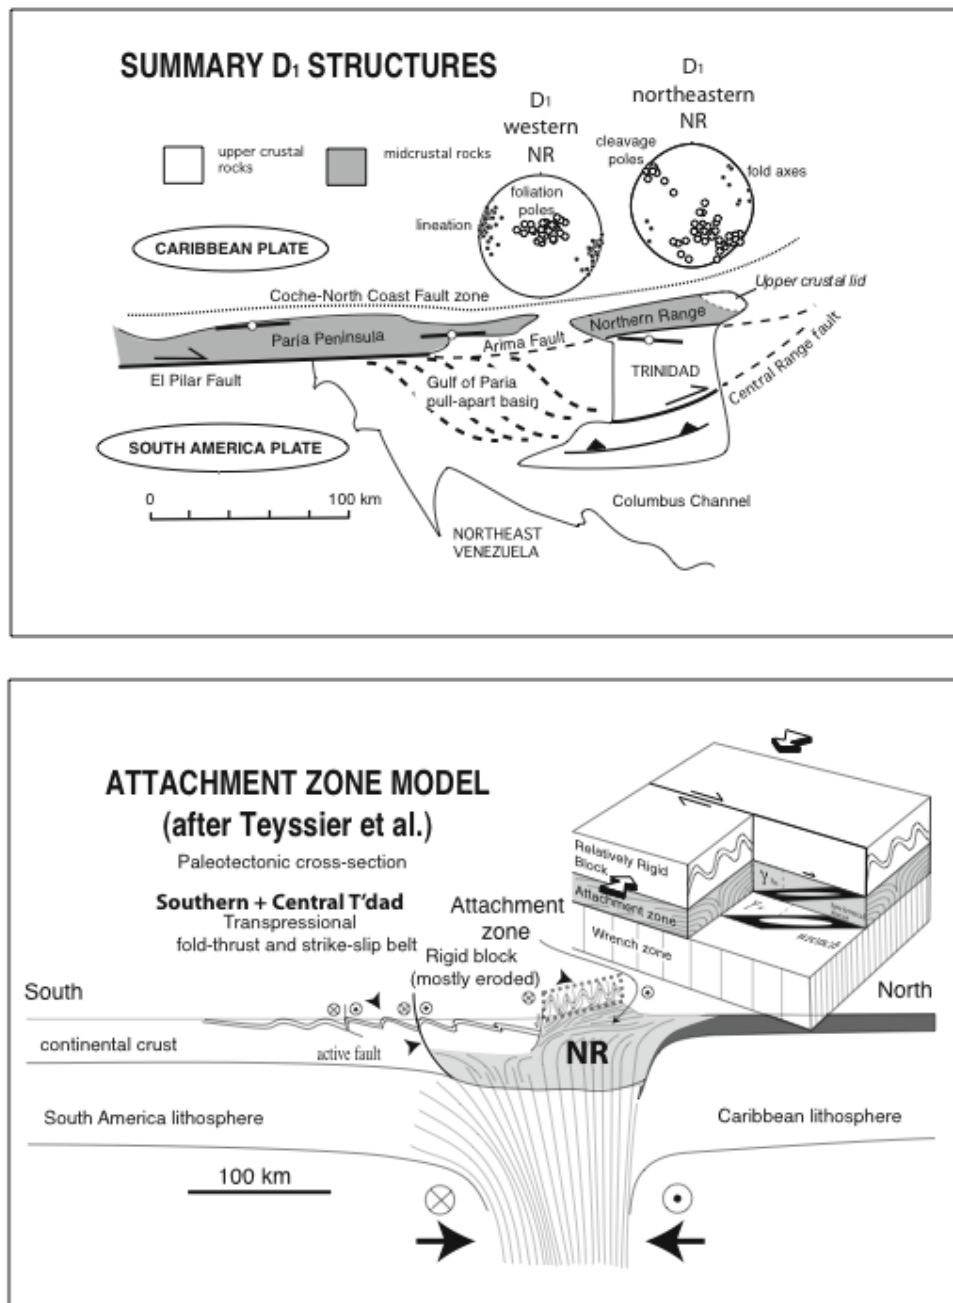 SUMMARY D1 STRUCTURES
D1
western
NR
D1
northeastern
NR
upper crustal
rocks
midcrustal rocks
cleavage
poles
fold axes
foliation
poles
lineation
CARIBBEAN PLATE
Coche-North Coast Fault zone
Upper crustal lid
Paria Peninsula
Arima Fault
Northern Range
El Pilar Fault
Gulf of Paria
pull-apart basin
TRINIDAD
Central Range fault
SOUTH AMERICA PLATE
0 100 km
Columbus Channel
NORTHEAST
VENEZUELA
ATTACHMENT ZONE MODEL
(after Teyssier et al.)
Paleotectonic cross-section
Southern + Central T'dad
Transpressional
fold-thrust and strike-slip belt
Attachment
zone
Rigid block
(mostly eroded)
Relatively Rigid
Block
Attachment zone
Wrench zone
South
North
continental crust
active fault
NR
South America lithosphere
Caribbean lithosphere
100 km